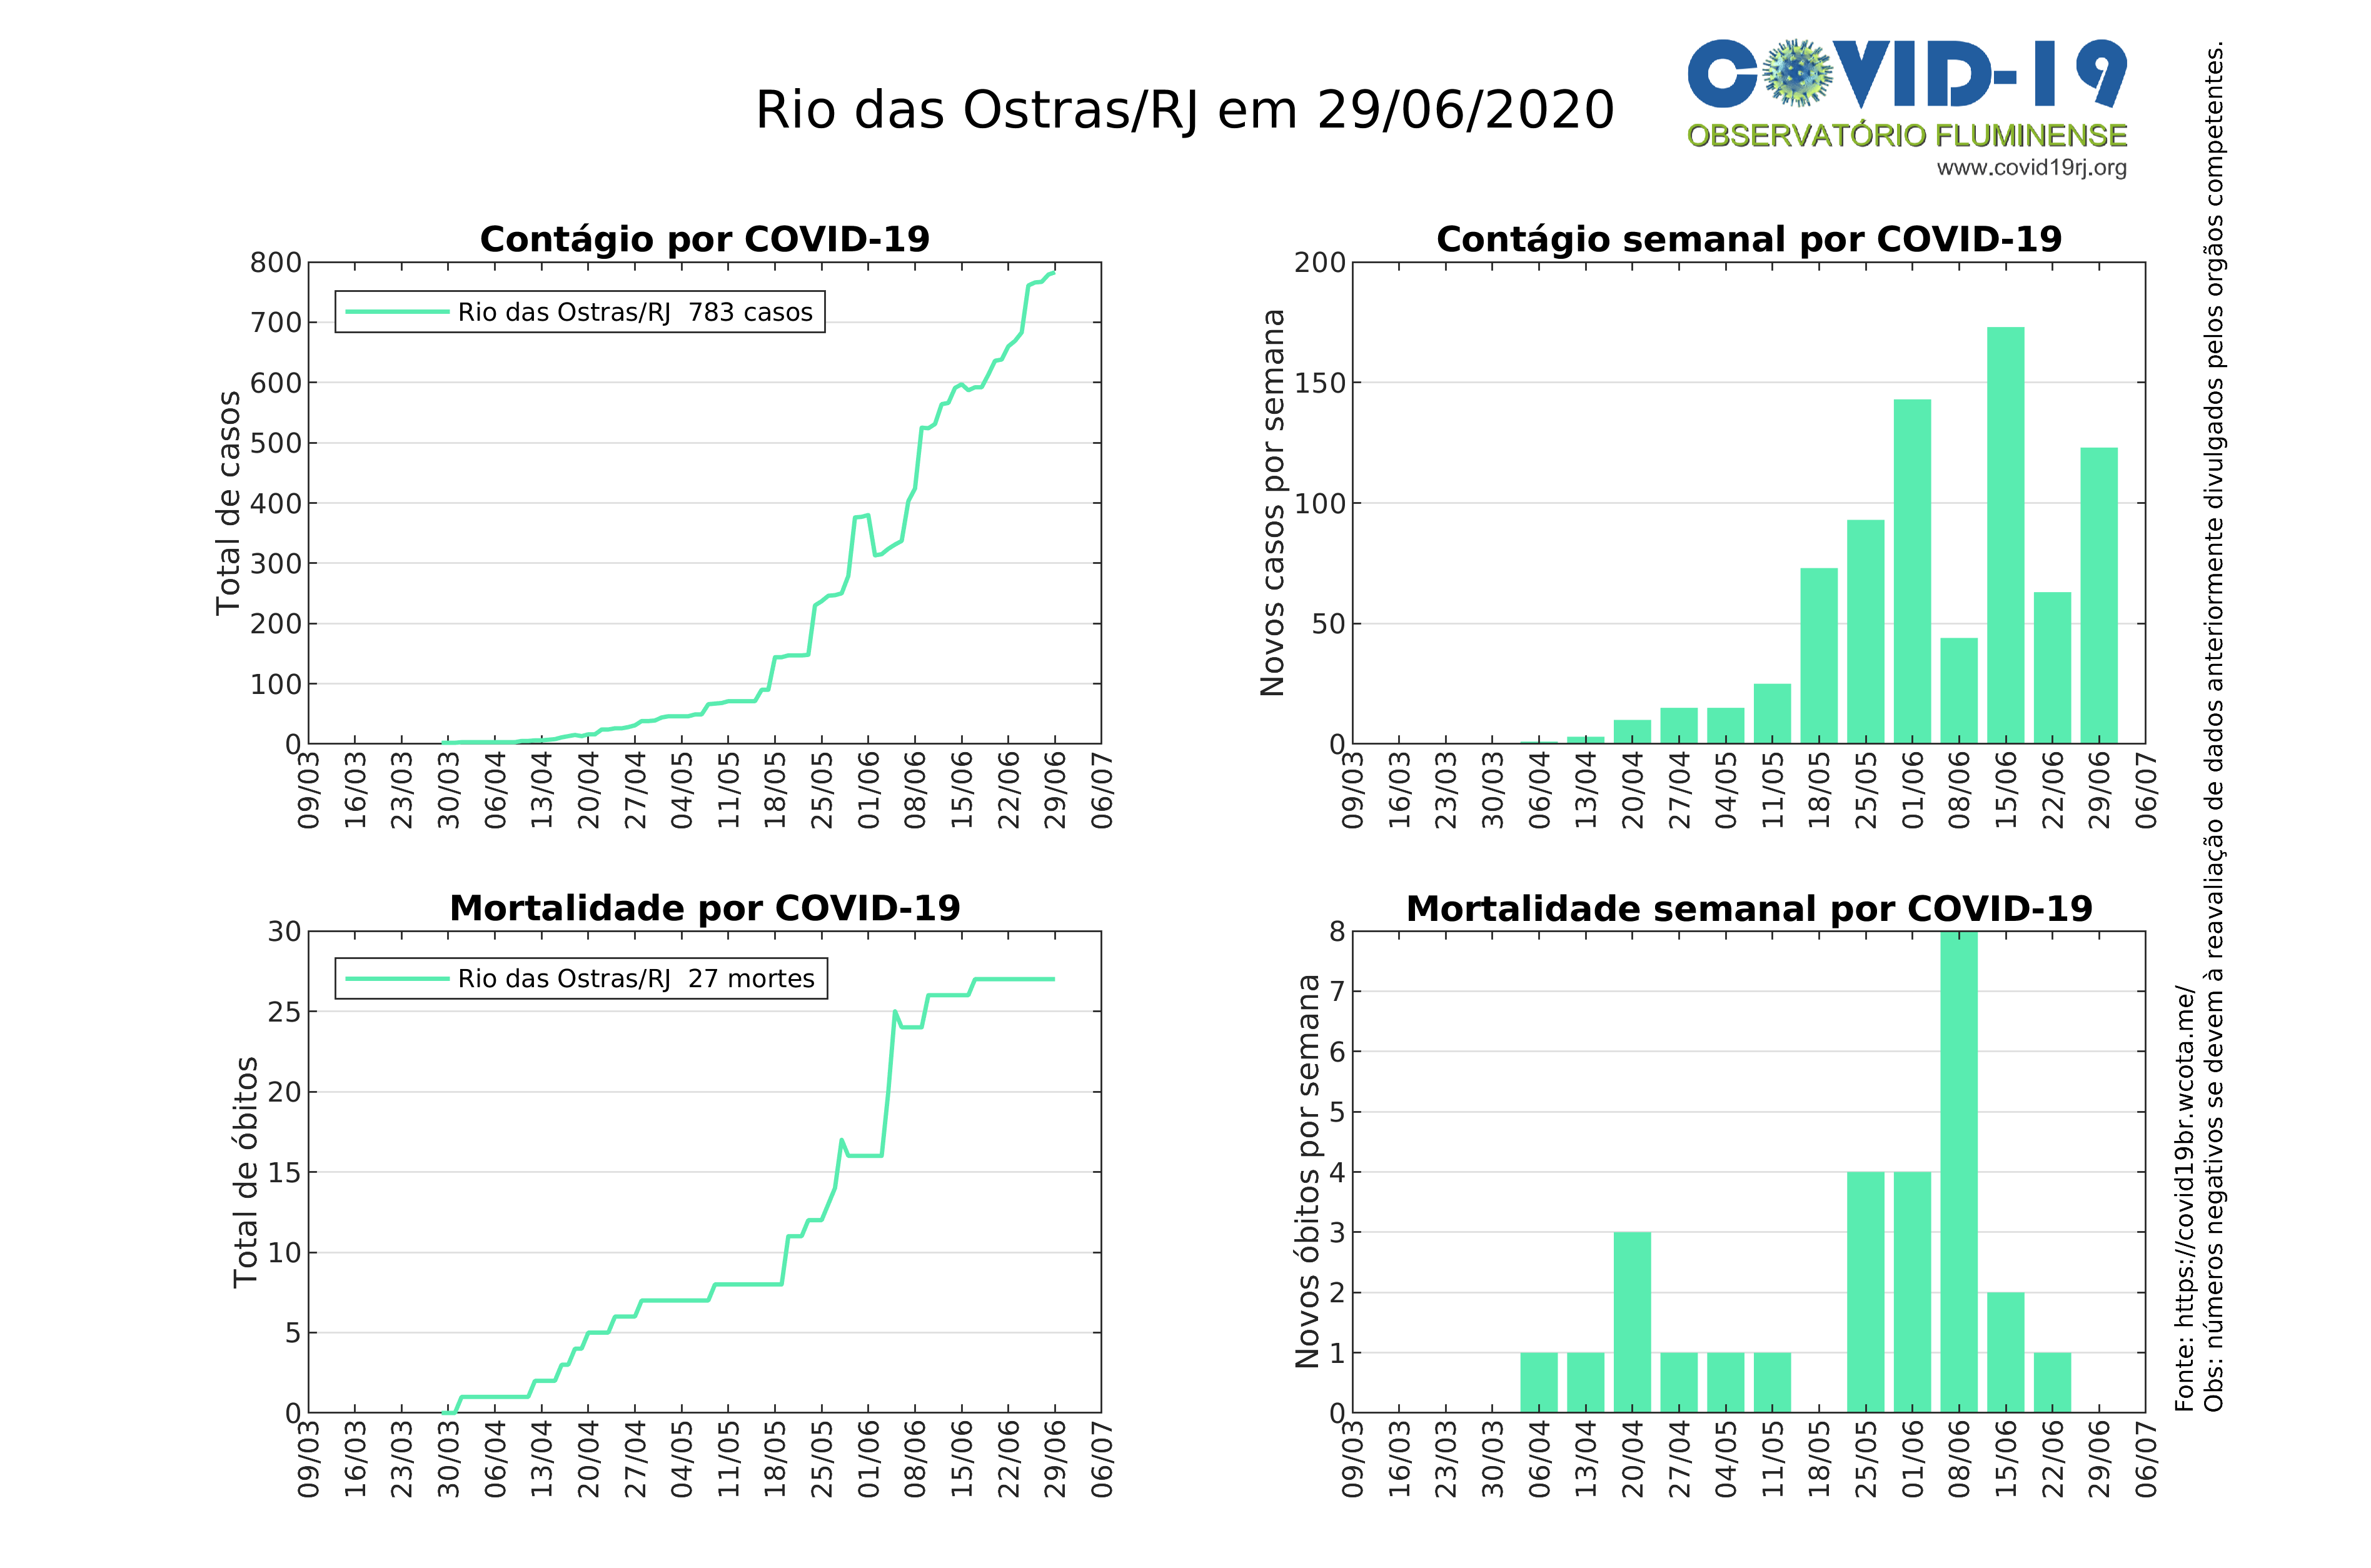 Rio das Ostras/RJ em 29/06/2020
COVID-19
OBSERVATÓRIO FLUMINENSE
www.covid19rj.org
Contágio por COVID-19
Total de casos
800
700
600
500
400
300
200
100
0
Rio das Ostras/RJ 783 casos
09/03 16/03 23/03 30/03 06/04 13/04 20/04 27/04 04/05 11/05 18/05 25/05 01/06 08/06 15/06 22/06 29/06 06/07
Contágio semanal por COVID-19
Novos casos por semana
200
150
100
50
0
09/03 16/03 23/03 30/03 06/04 13/04 20/04 27/04 04/05 11/05 18/05 25/05 01/06 08/06 15/06 22/06 29/06 06/07
Mortalidade por COVID-19
Total de óbitos
30
25
20
15
10
5
0
Rio das Ostras/RJ 27 mortes
09/03 16/03 23/03 30/03 06/04 13/04 20/04 27/04 04/05 11/05 18/05 25/05 01/06 08/06 15/06 22/06 29/06 06/07
Mortalidade semanal por COVID-19
Novos óbitos por semana
8
7
6
5
4
3
2
1
0
09/03 16/03 23/03 30/03 06/04 13/04 20/04 27/04 04/05 11/05 18/05 25/05 01/06 08/06 15/06 22/06 29/06 06/07
Fonte: https://covid19br.wcota.me/
Obs: números negativos se devem à reavaliação de dados anteriormente divulgados pelos orgãos competentes.